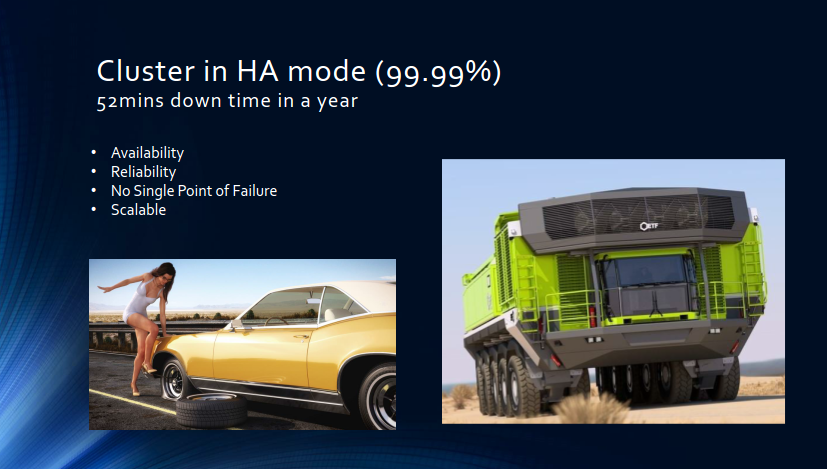 Cluster in HA mode (99.99%)
52mins down time in a year
• Availability
• Reliability
• No Single Point of Failure
• Scalable
ETF